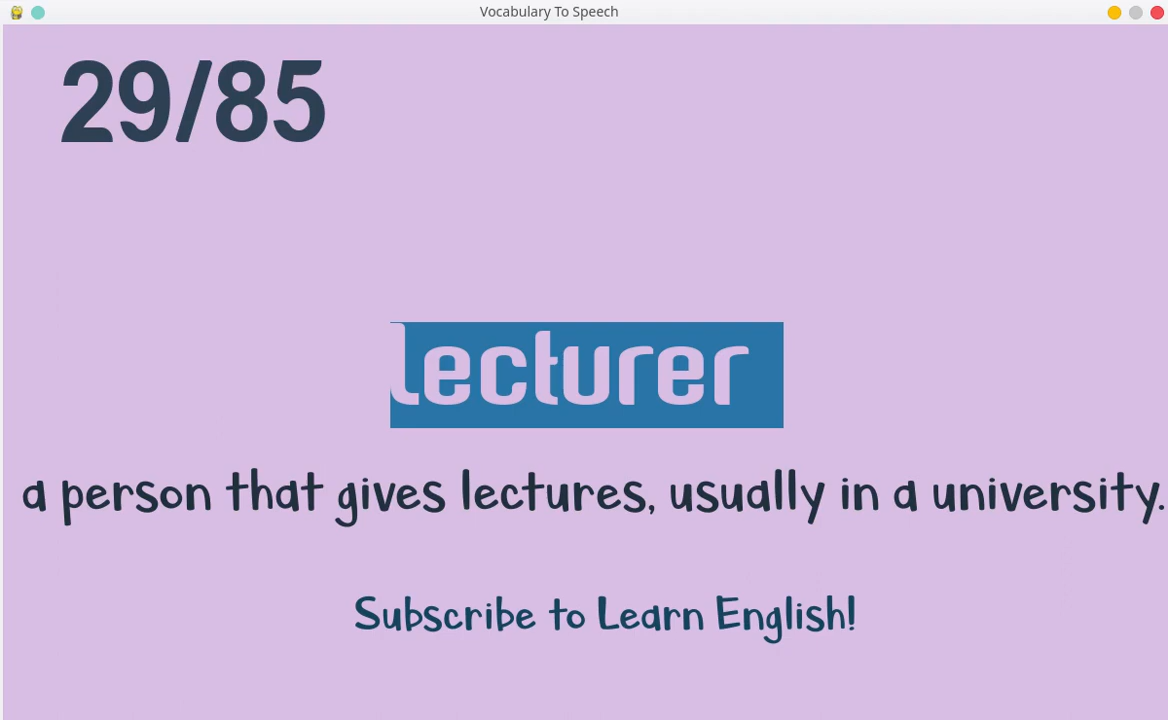 Vocabulary To Speech
29/85
lecturer
a person that gives lectures, usually in a university.
Subscribe to Learn English!